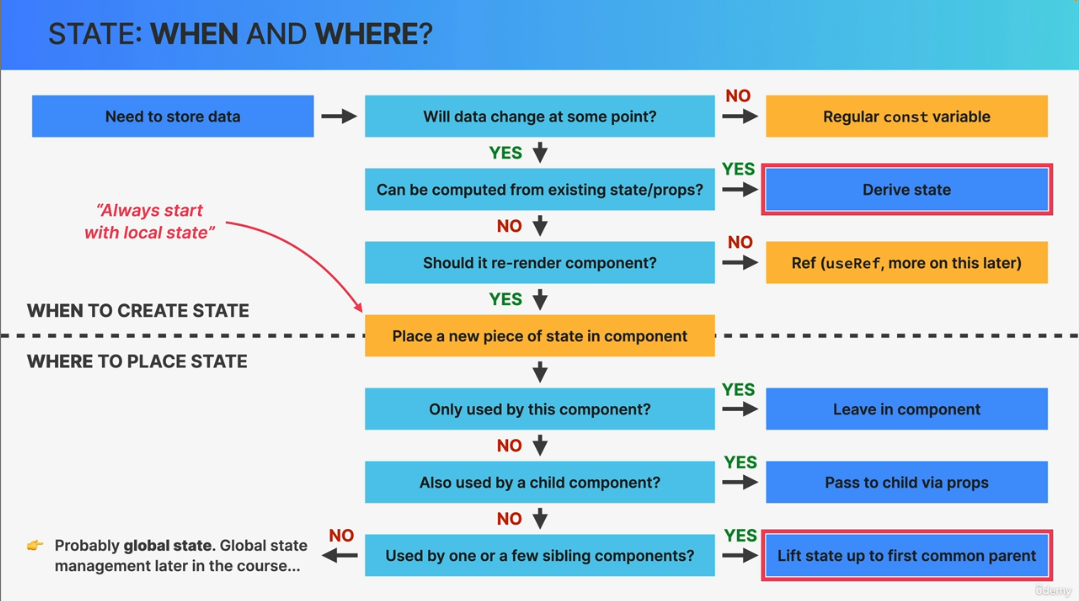 STATE: WHEN AND WHERE?
Need to store data
Will data change at some point?
NO
Regular const variable
YES
Can be computed from existing state/props?
YES
Derive state
“Always start
with local state”
NO
Should it re-render component?
NO
Ref (useRef, more on this later)
YES
WHEN TO CREATE STATE
Place a new piece of state in component
WHERE TO PLACE STATE
Only used by this component?
YES
Leave in component
NO
Also used by a child component?
YES
Pass to child via props
NO
Used by one or a few sibling components?
YES
Lift state up to first common parent
NO
👉 Probably global state. Global state
management later in the course...
ûdemy